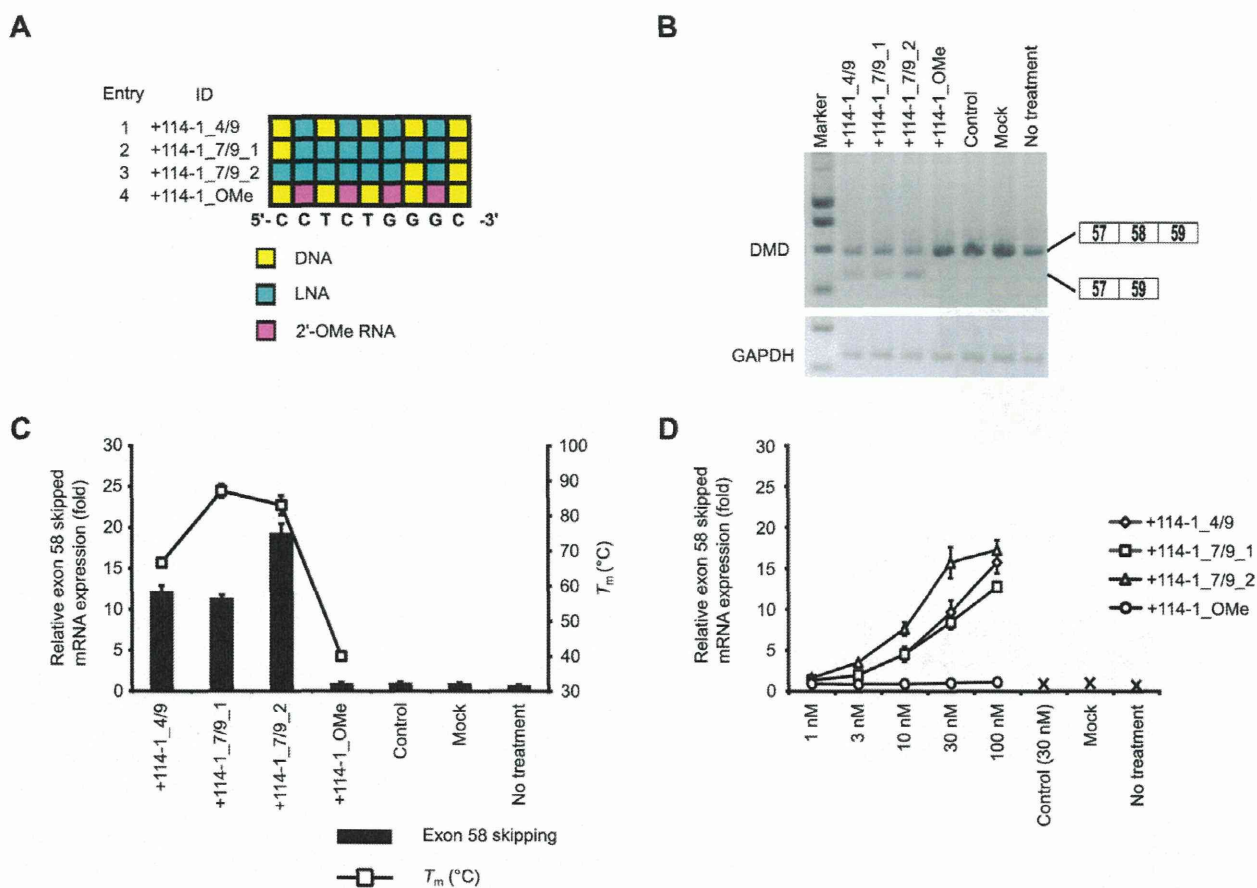 A
Entry ID
1 +114-1_4/9
2 +114-1_7/9_1
3 +114-1_7/9_2
4 +114-1_OMe
5'- C C T C T G G G C -3'
DNA
LNA
2'-OMe RNA
B
Marker
+114-1_4/9
+114-1_7/9_1
+114-1_7/9_2
+114-1_OMe
Control
Mock
No treatment
DMD
57 58 59
57 59
GAPDH
C
Relative exon 58 skipped
mRNA expression (fold)
30
25
20
15
10
5
0
100
90
80
70
60
50
40
30
Tm (°C)
+114-1_4/9
+114-1_7/9_1
+114-1_7/9_2
+114-1_OMe
Control
Mock
No treatment
Exon 58 skipping
Tm (°C)
D
Relative exon 58 skipped
mRNA expression (fold)
30
25
20
15
10
5
0
1 nM
3 nM
10 nM
30 nM
100 nM
Control (30 nM)
Mock
No treatment
+114-1_4/9
+114-1_7/9_1
+114-1_7/9_2
+114-1_OMe